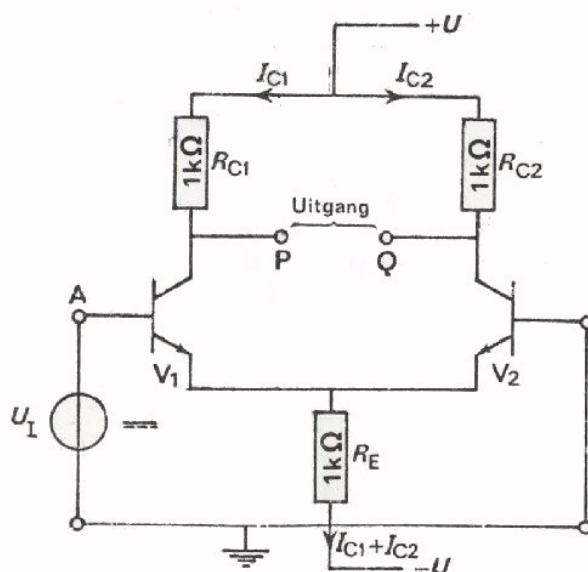 +U
I_C1 I_C2
1kΩ R_C1 1kΩ R_C2
Uitgang
P Q
A
V_1 V_2
U_I
1kΩ R_E
I_C1+I_C2
-U